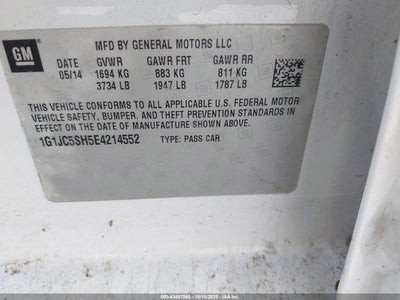 GM
MFD BY GENERAL MOTORS LLC
DATE GVWR GAWR FRT GAWR RR
05/14 1694 KG 883 KG 811 KG
3734 LB 1947 LB 1787 LB
THIS VEHICLE CONFORMS TO ALL APPLICABLE U.S. FEDERAL MOTOR
VEHICLE SAFETY, BUMPER, AND THEFT PREVENTION STANDARDS IN
EFFECT ON THE DATE OF MANUFACTURE SHOWN ABOVE.
1G1JC5SH5E4214552 TYPE: PASS CAR